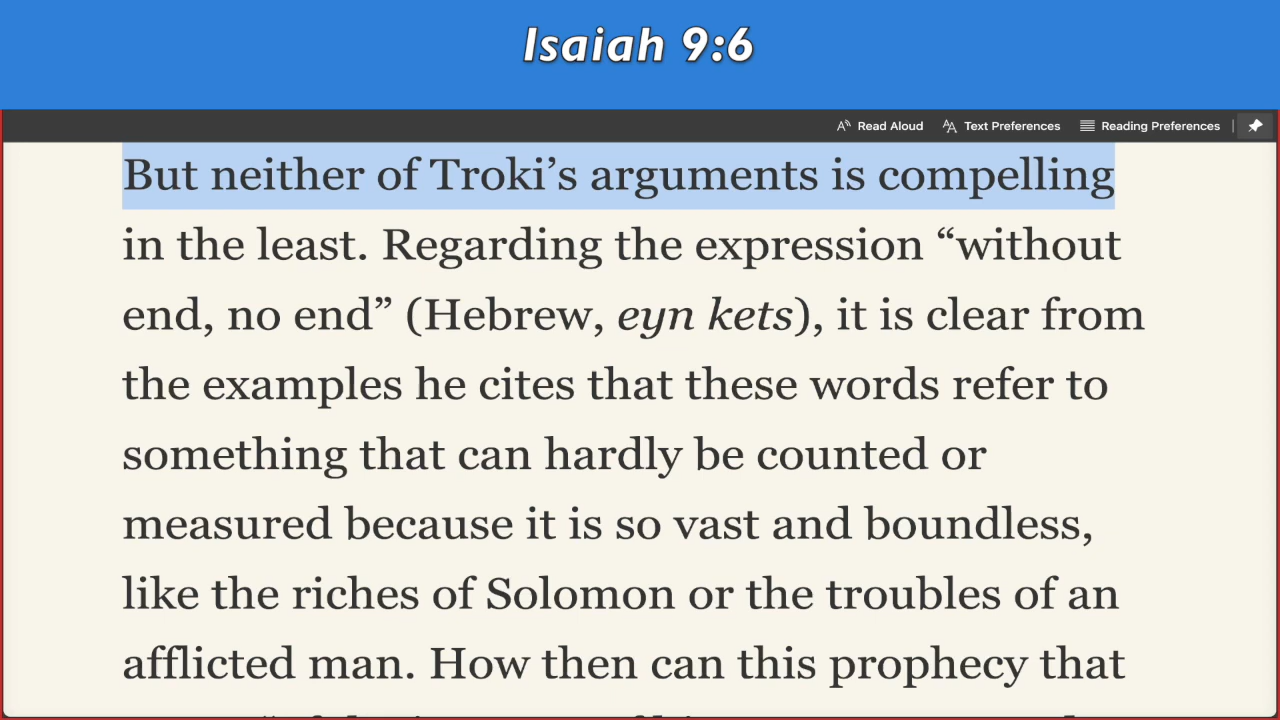 Isaiah 9:6
Read Aloud Text Preferences Reading Preferences
But neither of Troki’s arguments is compelling
in the least. Regarding the expression “without
end, no end” (Hebrew, eyn kets), it is clear from
the examples he cites that these words refer to
something that can hardly be counted or
measured because it is so vast and boundless,
like the riches of Solomon or the troubles of an
afflicted man. How then can this prophecy that